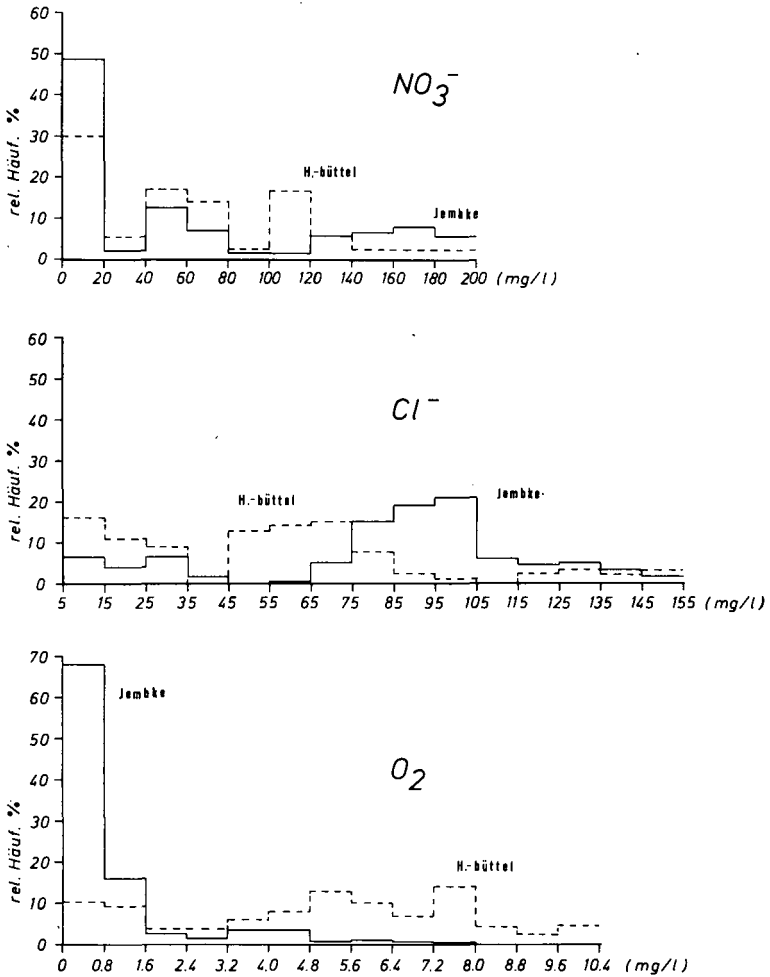 60
50
40
30
20
10
0
rel. Häuf. %
NO3⁻
H.-büttel
Jembke
0 20 40 60 80 100 120 140 160 180 200 (mg/l)
60
50
40
30
20
10
0
rel. Häuf. %
Cl⁻
H.-büttel
Jembke
5 15 25 35 45 55 65 75 85 95 105 115 125 135 145 155 (mg/l)
70
60
50
40
30
20
10
0
rel. Häuf. %
Jembke
O2
H.-büttel
0 0.8 1.6 2.4 3.2 4.0 4.8 5.6 6.4 7.2 8.0 8.8 9.6 10.4 (mg/l)